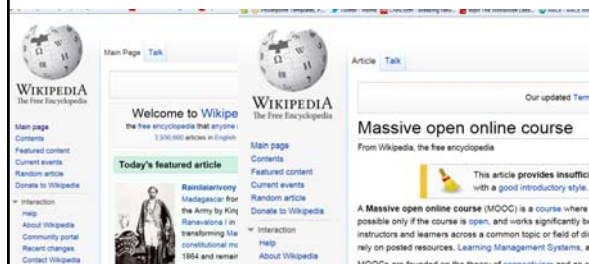 Main Page Talk
WIKIPEDIA
The Free Encyclopedia
Main page
Contents
Featured content
Current events
Random article
Donate to Wikipedia
Interaction
Help
About Wikipedia
Community portal
Recent changes
Contact Wikipedia
Welcome to Wikipe
the free encyclopedia that anyone
articles in English
Today's featured article
Rainilaiarivony
Madagascar from
the Army by King
Ranavalona I in
transforming Ma
constitutional mo
1864 and remain
Article Talk
WIKIPEDIA
The Free Encyclopedia
Main page
Contents
Featured content
Current events
Random article
Donate to Wikipedia
Interaction
Help
About Wikipedia
Our updated Term
Massive open online course
From Wikipedia, the free encyclopedia
This article provides insuffici
with a good introductory style.
A Massive open online course (MOOC) is a course where
possible only if the course is open, and works significantly be
instructors and learners across a common topic or field of di
rely on posted resources, Learning Management Systems, a